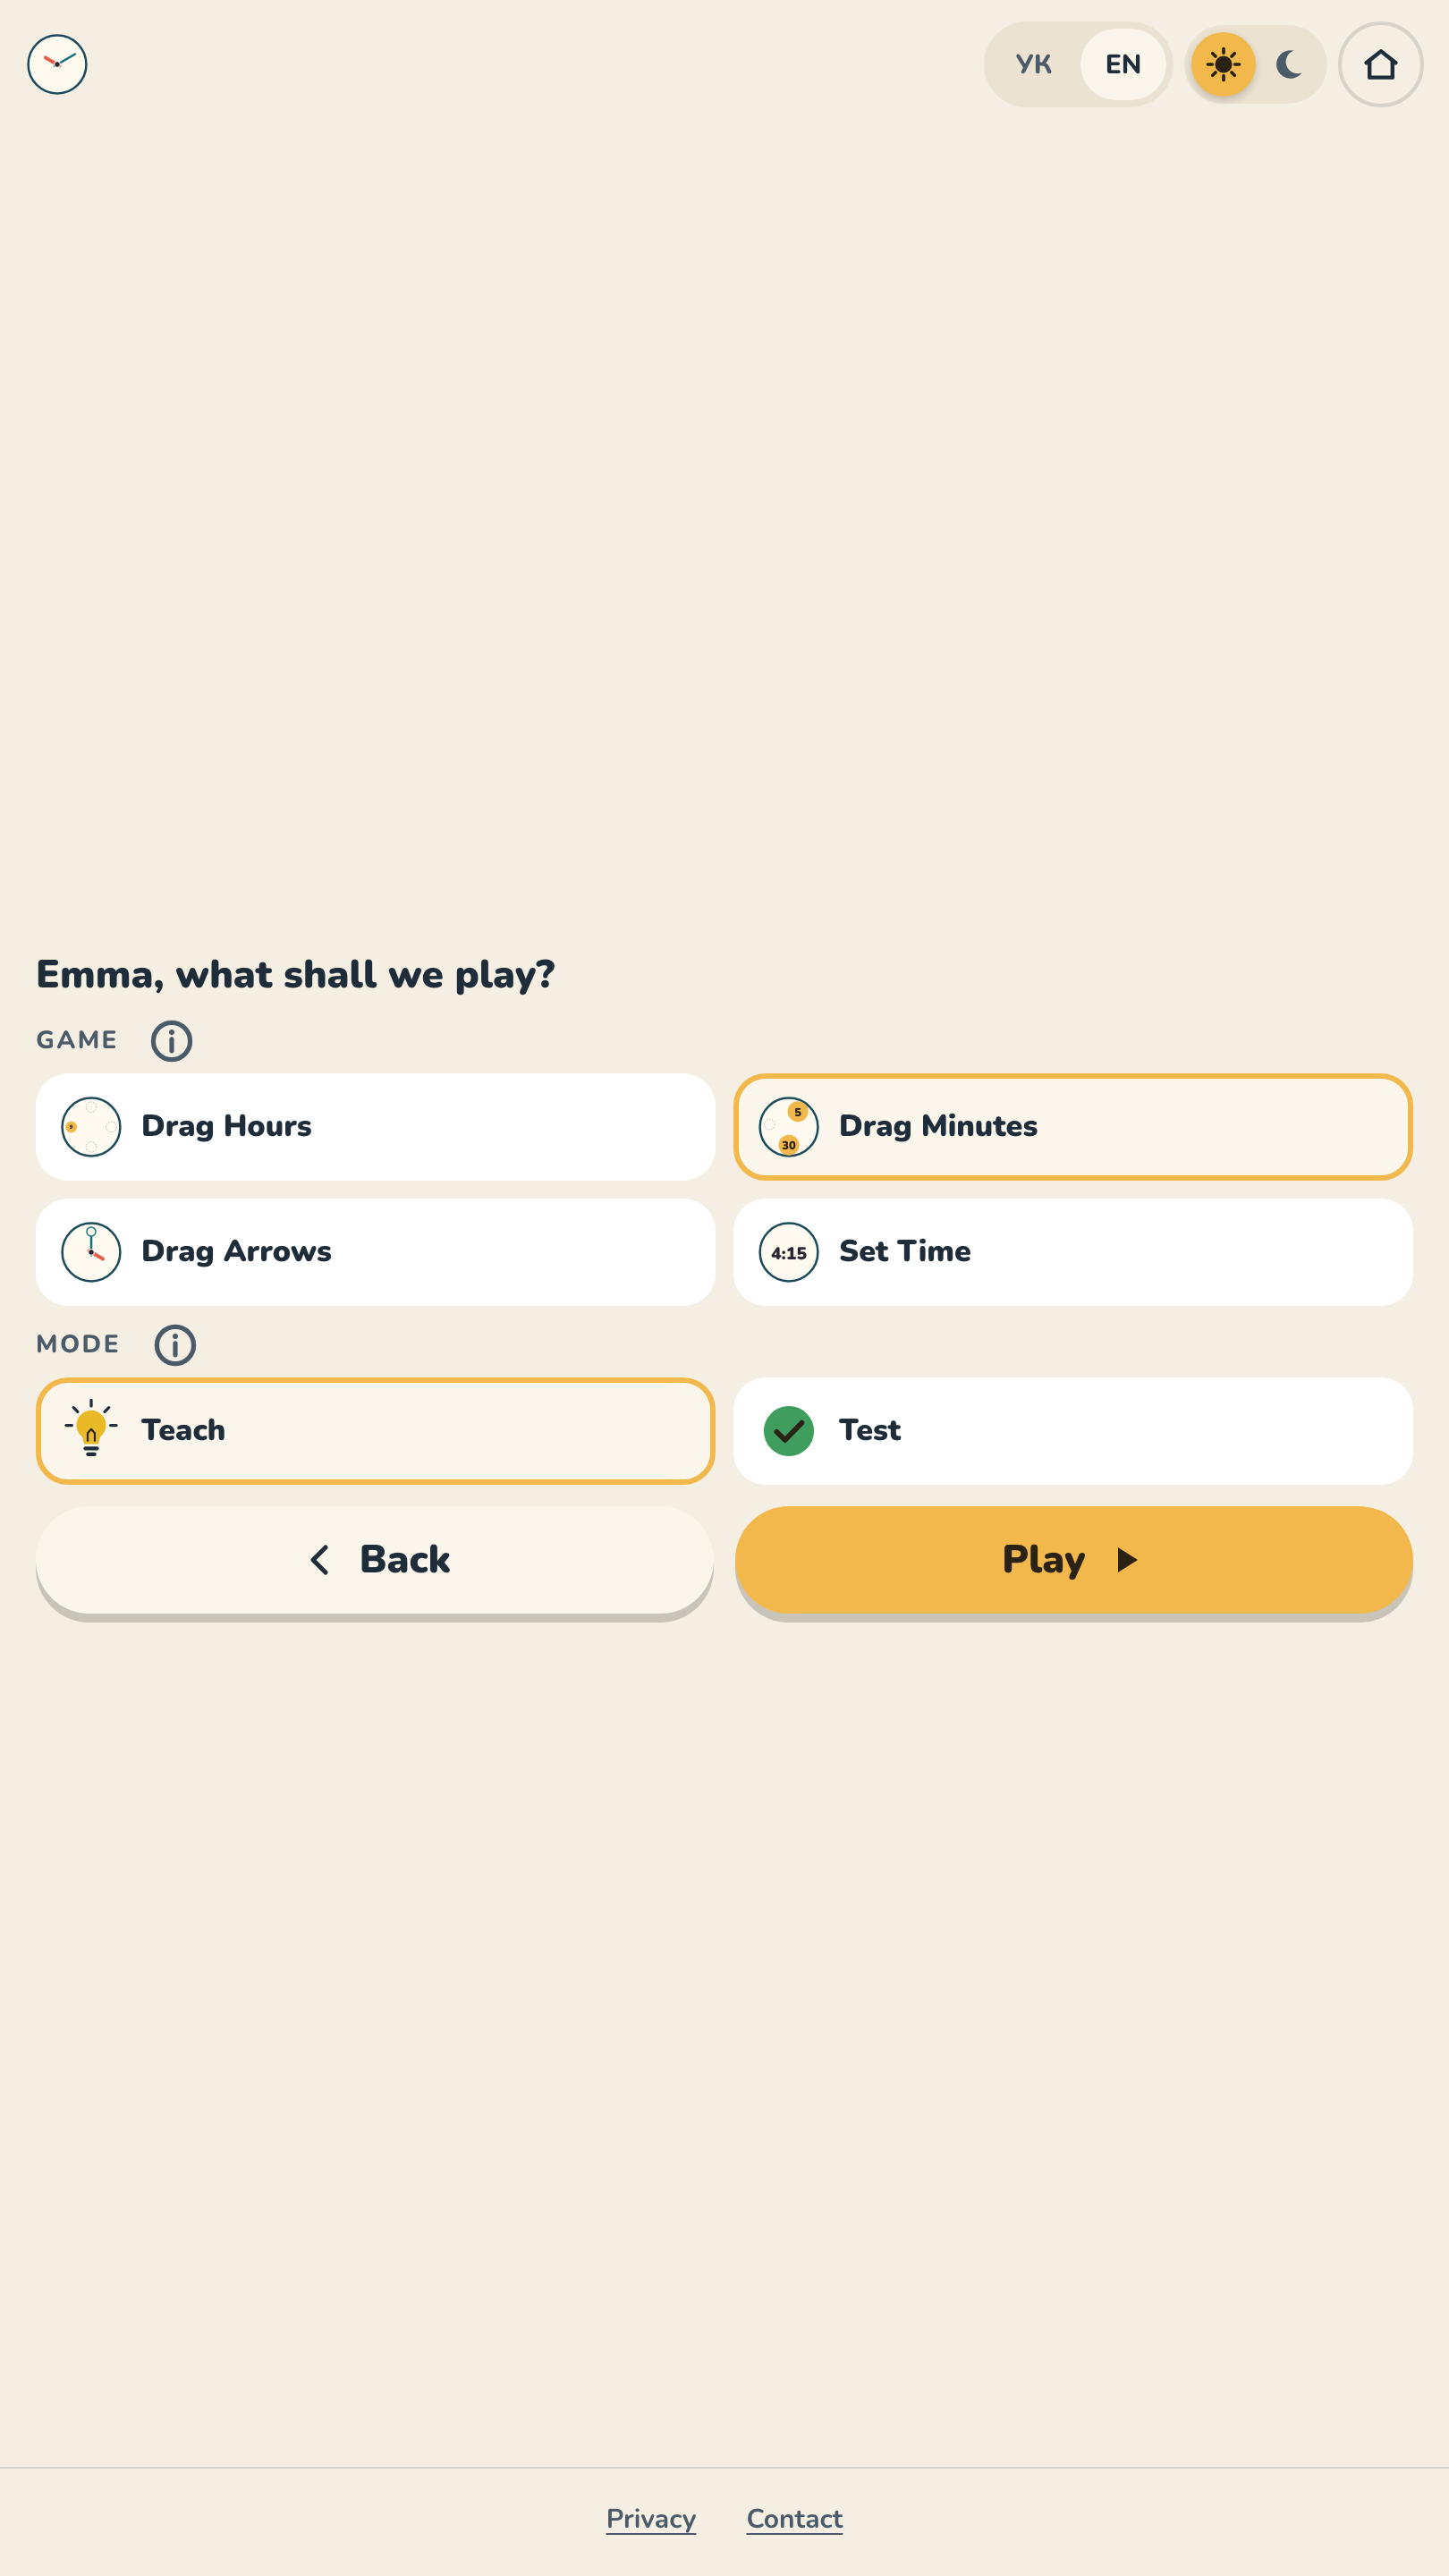 УК EN
Emma, what shall we play?
GAME
Drag Hours
5
30
Drag Minutes
Drag Arrows
4:15
Set Time
MODE
Teach
Test
Back
Play
Privacy Contact